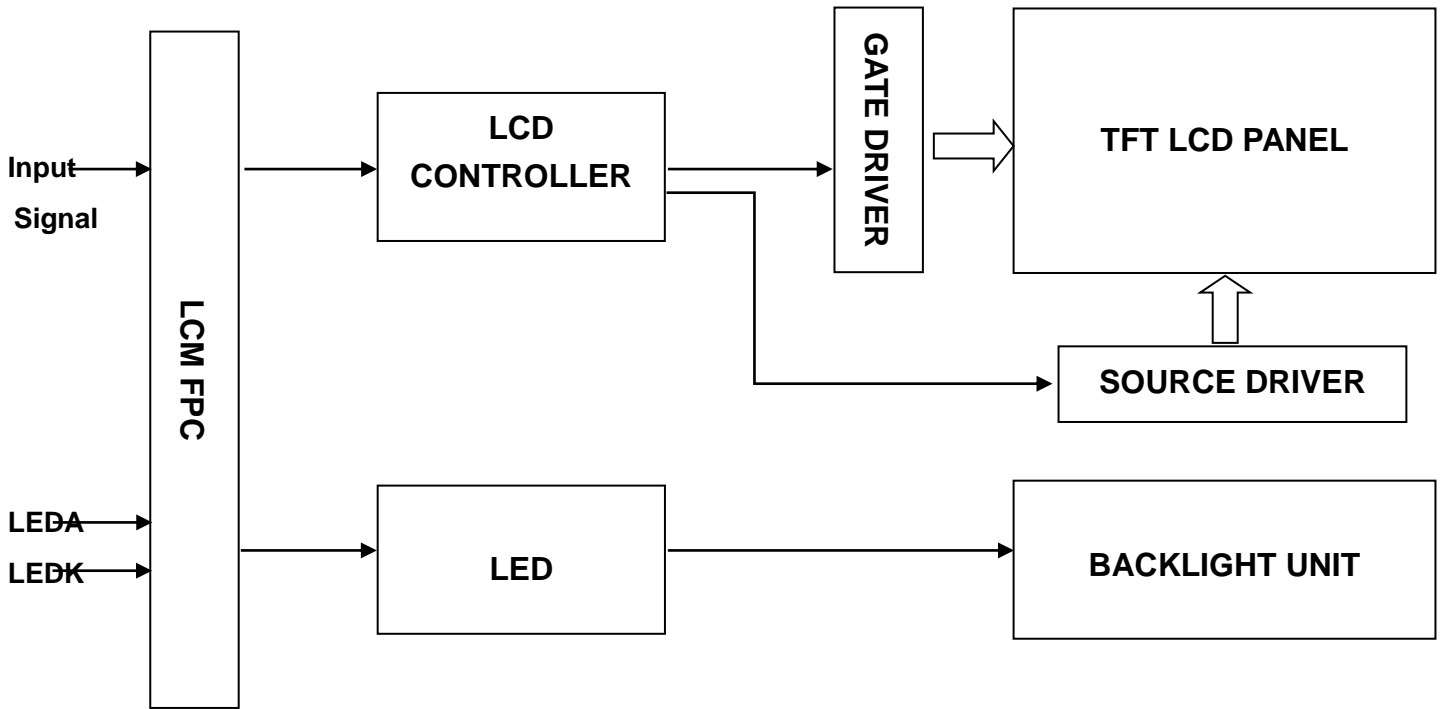 Input
Signal
LEDA
LEDK
LCM FPC
LCD
CONTROLLER
LED
GATE DRIVER
TFT LCD PANEL
SOURCE DRIVER
BACKLIGHT UNIT